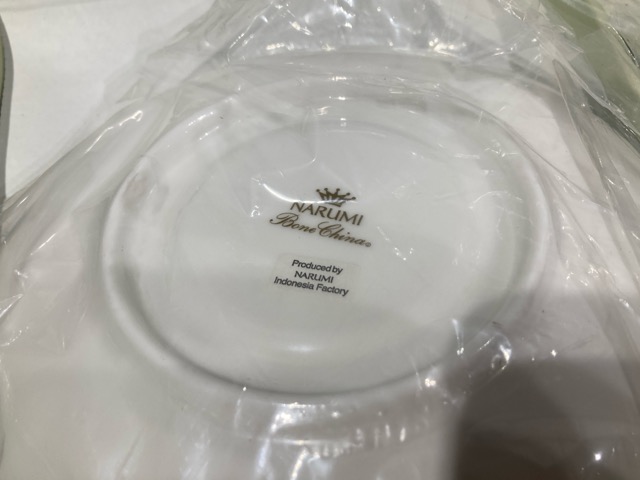 NARUMI
Bone China
Produced by
NARUMI
Indonesia Factory